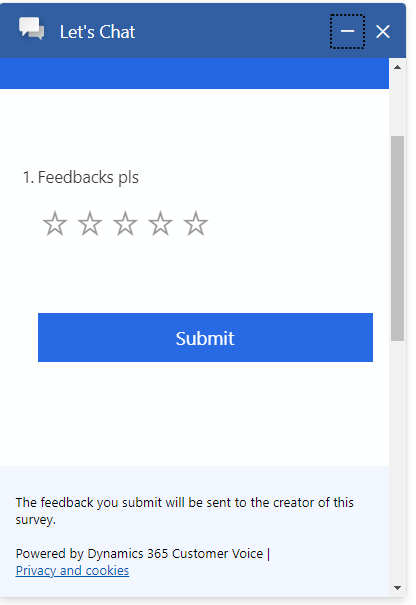 Let's Chat
1. Feedbacks pls
Submit
The feedback you submit will be sent to the creator of this
survey.
Powered by Dynamics 365 Customer Voice |
Privacy and cookies